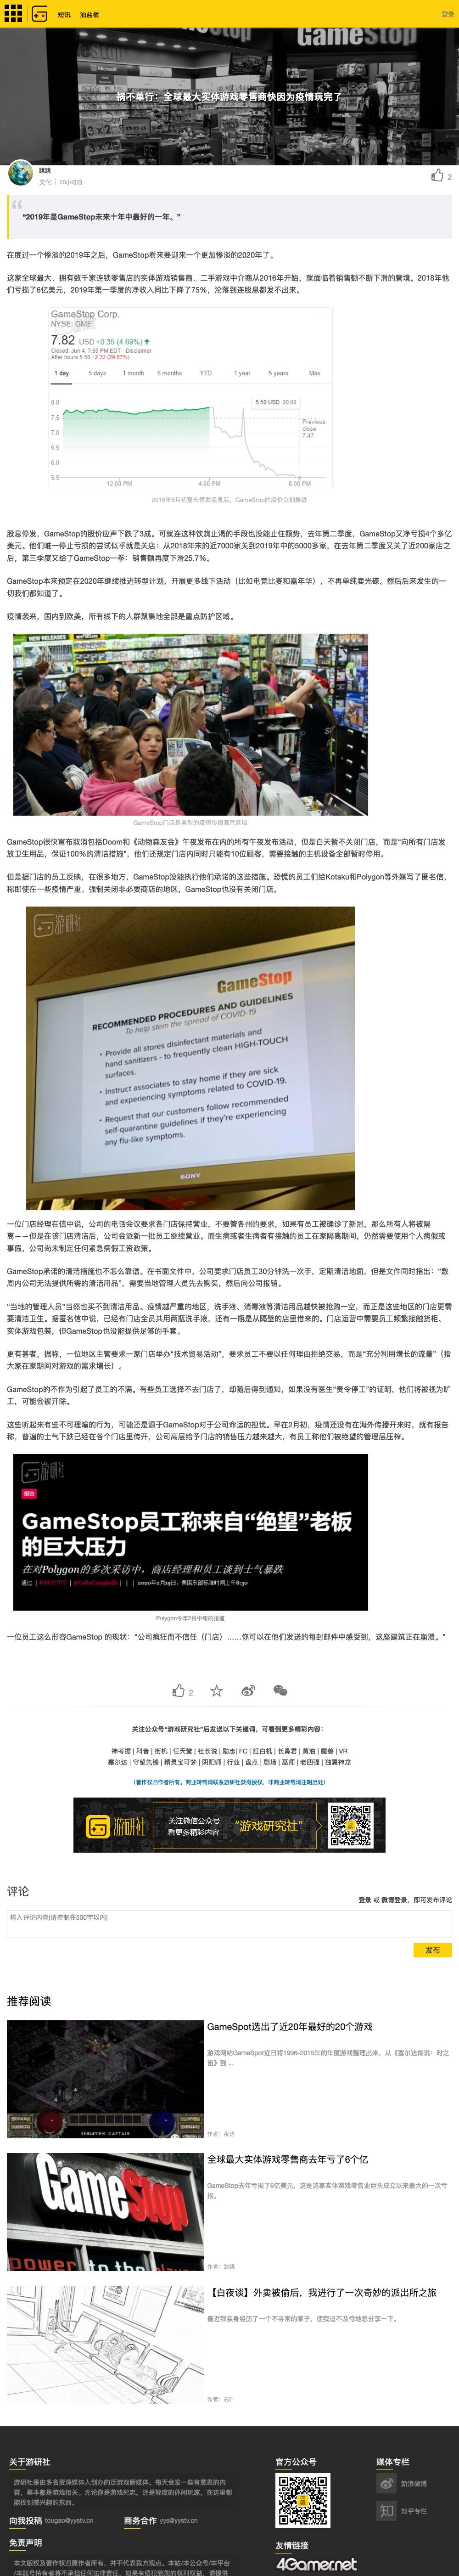 短讯 油盐板
登录
GameStop
祸不单行：全球最大实体游戏零售商快因为疫情玩完了
跳跳
文化 | 20小时前
2
“2019年是GameStop未来十年中最好的一年。”
在度过一个惨淡的2019年之后，GameStop看来要迎来一个更加惨淡的2020年了。
这家全球最大、拥有数千家连锁零售店的实体游戏销售商、二手游戏中介商从2016年开始，就面临着销售额不断下滑的窘境。2018年他
们亏损了6亿美元，2019年第一季度的净收入同比下降了75%，沦落到连股息都发不出来。
GameStop Corp.
NYSE: GME
7.82 USD +0.35 (4.69%)
Closed: Jun 4, 7:59 PM EDT · Disclaimer
After hours 5.50 −2.32 (29.67%)
1 day 5 days 1 month 6 months YTD 1 year 5 years Max
8.0
7.5
7.0
6.5
6.0
5.5
5.50 USD 20:00
Previous close 7.47
12:00 PM 4:00 PM 8:00 PM
2019年6月初宣布停发股息后，GameStop的股价立刻暴跌
股息停发，GameStop的股价应声下跌了3成。可就连这种饮鸩止渴的手段也没能止住颓势，去年第二季度，GameStop又净亏损4个多亿
美元。他们唯一停止亏损的尝试似乎就是关店：从2018年末的近7000家关到2019年中的5000多家，在去年第二季度又关了近200家店之
后，第三季度又给了GameStop一拳：销售额再度下滑25.7%。
GameStop本来预定在2020年继续推进转型计划，开展更多线下活动（比如电竞比赛和嘉年华），不再单纯卖光碟。然后后来发生的一
切我们都知道了。
疫情袭来，国内到欧美，所有线下的人群聚集地全部是重点防护区域。
GameStop门店是典型的疫情传播高危区域
GameStop很快宣布取消包括Doom和《动物森友会》午夜发布在内的所有午夜发布活动，但是白天暂不关闭门店，而是“向所有门店发
放卫生用品，保证100%的清洁措施”，他们还规定门店内同时只能有10位顾客，需要接触的主机设备全部暂时停用。
但是据门店的员工反映，在很多地方，GameStop没能执行他们承诺的这些措施。恐慌的员工们给Kotaku和Polygon等外媒写了匿名信，
称即使在一些疫情严重、强制关闭非必要商店的地区，GameStop也没有关闭门店。
游研社
GameStop
RECOMMENDED PROCEDURES AND GUIDELINES
To help stem the spread of coronavirus (COVID-19)
· Provide all stores disinfectant materials and
instructions to frequently clean HIGH-TOUCH
surfaces.
· Instruct associates to stay home if they are sick or
experiencing any symptoms related to COVID-19.
· Request that our customers follow recommended
guidelines as well if they are experiencing
any flu-like symptoms.
SONY
一位门店经理在信中说，公司的电话会议要求各门店保持营业，不要管各州的要求，如果有员工被确诊了新冠，那么所有人将被隔
离——但是在该门店清洁后，公司会派新一批员工继续营业。而生病或者生病者有接触的员工在家隔离期间，仍然需要使用个人病假或
事假，公司尚未制定任何紧急病假工资政策。
GameStop承诺的清洁措施也不怎么靠谱。在书面文件中，公司要求门店员工30分钟洗一次手，定期清洁地面，但是文件同时指出：“数
周内公司无法提供所需的清洁用品”，需要当地管理人员先去购买，然后向公司报销。
“当地的管理人员”当然也买不到清洁用品。疫情越严重的地区，洗手液、消毒液等清洁用品越快被抢购一空，而正是这些地区的门店更需
要清洁卫生。据匿名信中说，已经有门店全员共用两瓶洗手液，还有一瓶是从隔壁的店里借来的。门店运营中需要员工频繁接触货柜、
实体游戏包装，但GameStop也没能提供足够的手套。
更有甚者，据称，一位地区主管要求一家门店举办“技术贸易活动”，要求员工不要以任何理由拒绝交易，而是“充分利用增长的流量”（指
大家在家期间对游戏的需求增长）。
GameStop的不作为引起了员工的不满。有些员工选择不去门店了，却随后得到通知，如果没有医生“责令停工”的证明，他们将被视为旷
工，可能会被开除。
这些听起来有些不可理喻的行为，可能还是源于GameStop对于公司命运的担忧。早在2月初，疫情还没有在海外传播开来时，就有报告
称，普遍的士气下跌已经在各个门店里传开，公司高层给予门店的销售压力越来越大，有员工称他们被绝望的管理层压榨。
游研社
报告
GameStop员工称来自“绝望”老板
的巨大压力
在对Polygon的多次采访中，商店经理和员工谈到士气暴跌
Polygon今年2月中旬的报道
一位员工这么形容GameStop 的现状：“公司疯狂而不信任（门店）……你可以在他们发送的每封邮件中感受到，这座建筑正在崩溃。”
2
关注公众号“游戏研究社”后发送以下关键词，可看到更多精彩内容：
神考据 | 科普 | 街机 | 任天堂 | 社长说 | 励志| FC | 红白机 | 长鼻君 | 黄油 | 魔兽 | VR
塞尔达 | 守望先锋 | 精灵宝可梦 | 阴阳师 | 行业 | 盘点 | 剧场 | 巫师 | 老四强 | 独翼神龙
（著作权归作者所有。商业转载请联系游研社获得授权，非商业转载请注明出处）
游研社
关注微信公众号
看更多精彩内容
“游戏研究社”
评论
登录 或 微博登录，即可发布评论
输入评论内容(请控制在500字以内)
发布
推荐阅读
GameSpot选出了近20年最好的20个游戏
游戏网站GameSpot近日将1996-2015年的年度游戏整理出来，从《塞尔达传说：时之
笛》到 ...
SKELETON CAPTAIN
全球最大实体游戏零售商去年亏了6个亿
GameStop去年亏损了6亿美元，这是这家实体游戏零售业巨头成立以来最大的一次亏
损。
作者：跳跳
GameStop
power to the
【白夜谈】外卖被偷后，我进行了一次奇妙的派出所之旅
最近我亲身经历了一个不寻常的案子，使我迫不及待地想分享一下。
作者：石叶
关于游研社
游研社是由多名资深媒体人创办的泛游戏新媒体。每天会发一些有意思的内
容，基本都是游戏相关。无论你是游戏死忠，还是轻度的休闲玩家，在这里都
能找到感兴趣的东西。
向我投稿 tougao@yystv.cn
商务合作 yys@yystv.cn
免责声明
本文版权及著作权归原作者所有，并不代表我方观点。本站/本公众号/本平台
官方公众号
媒体专栏
新浪微博
知乎专栏
友情链接
4Gamer.net